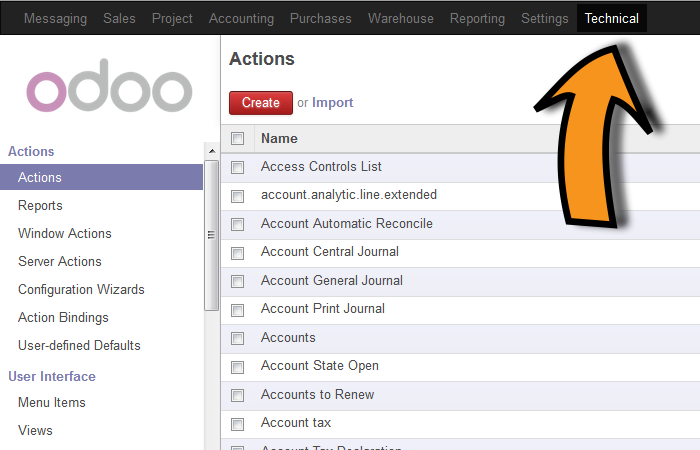 Messaging Sales Project Accounting Purchases Warehouse Reporting Settings Technical
odoo
Actions
Actions
Reports
Window Actions
Server Actions
Configuration Wizards
Action Bindings
User-defined Defaults
User Interface
Menu Items
Views
Actions
Create or Import
Name
Access Controls List
account.analytic.line.extended
Account Automatic Reconcile
Account Central Journal
Account General Journal
Account Print Journal
Accounts
Account State Open
Accounts to Renew
Account tax
Account Tax Declaration